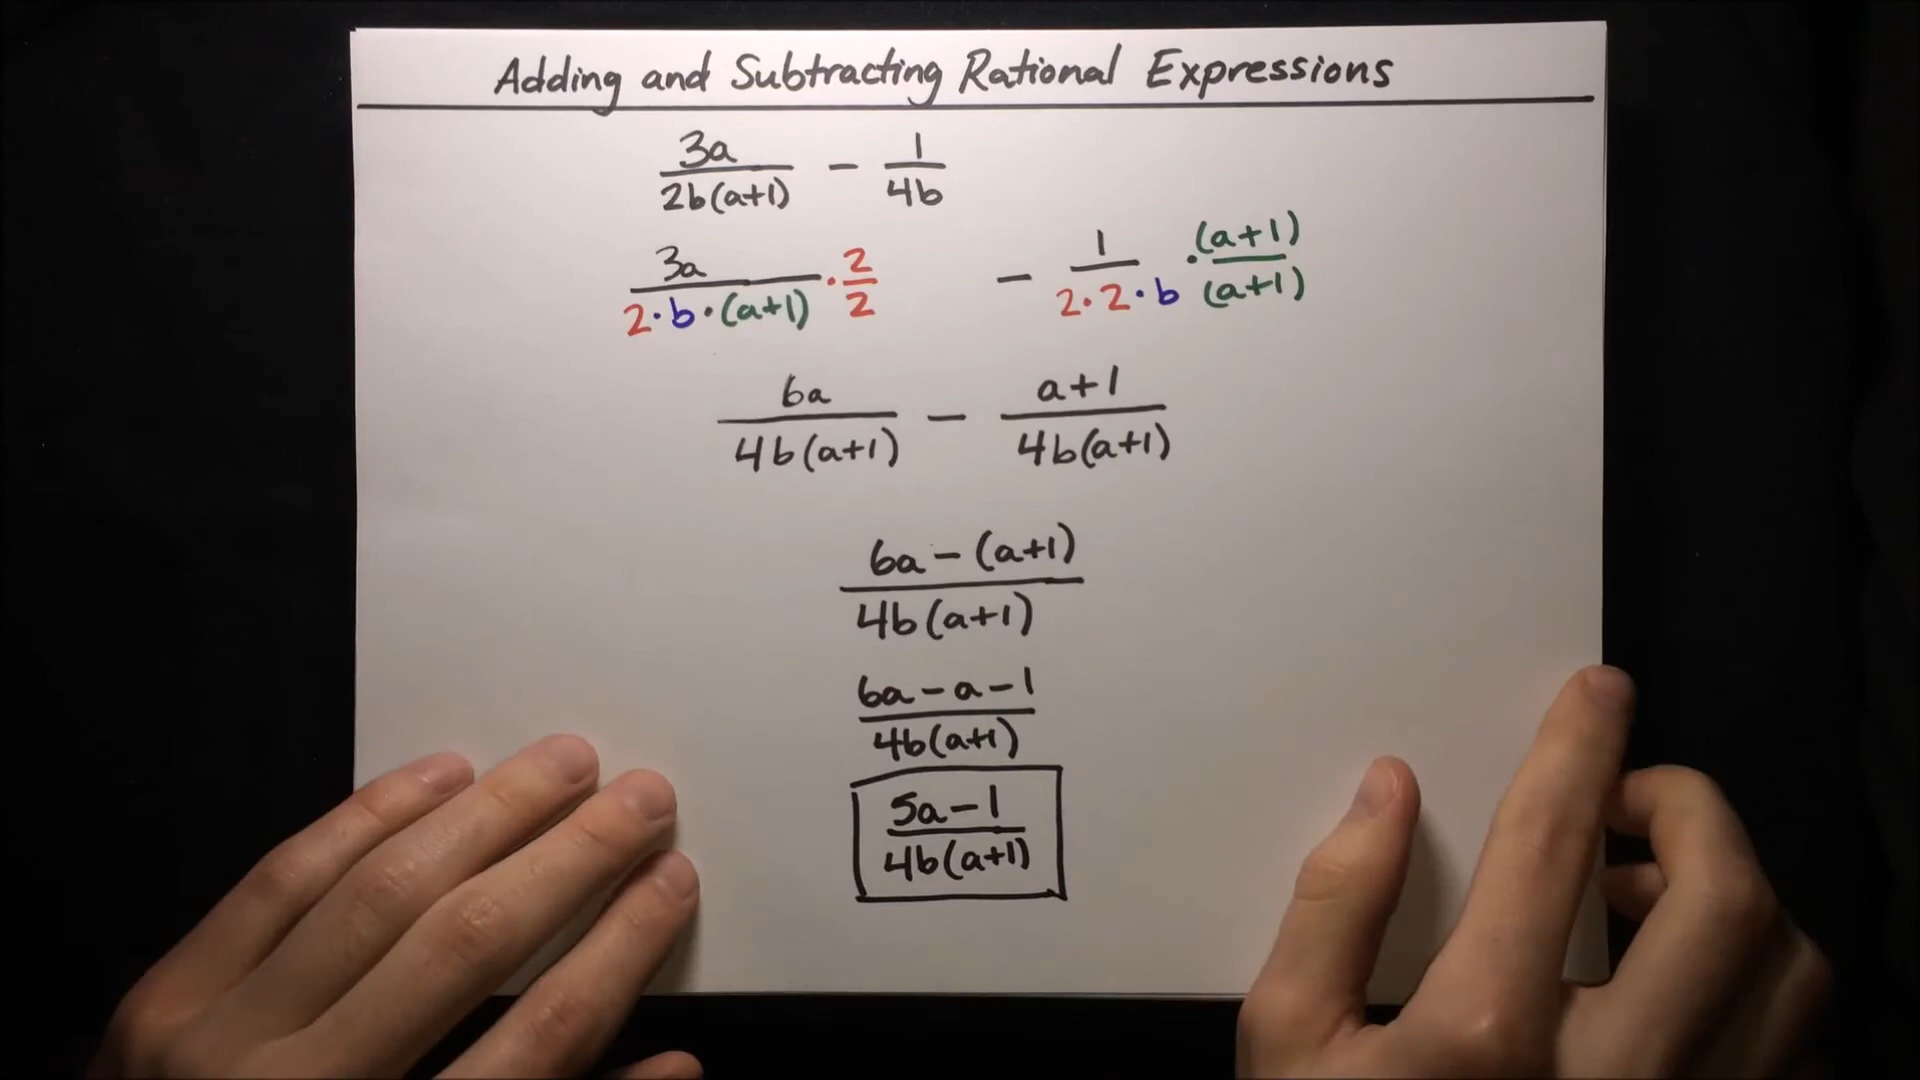 Adding and Subtracting Rational Expressions
3a/2b(a+1) - 1/4b
3a/2·b·(a+1) · 2/2 - 1/2·2·b · (a+1)/(a+1)
6a/4b(a+1) - a+1/4b(a+1)
6a-(a+1)/4b(a+1)
6a-a-1/4b(a+1)
5a-1/4b(a+1)